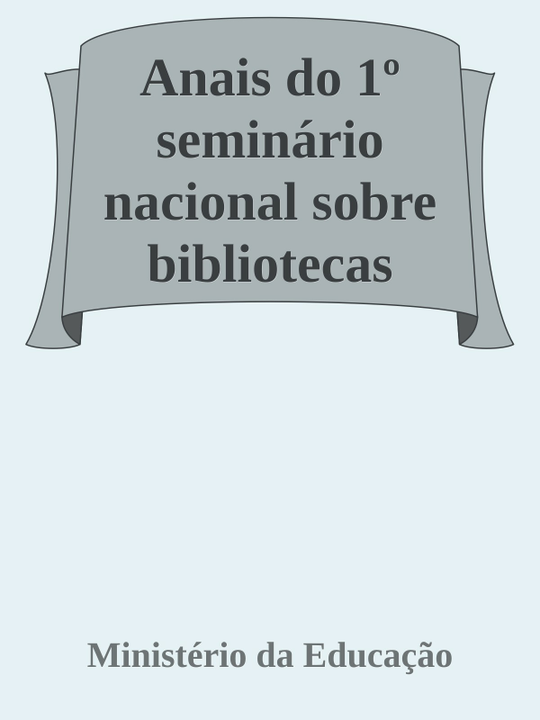 Anais do 1º
seminário
nacional sobre
bibliotecas
Ministério da Educação